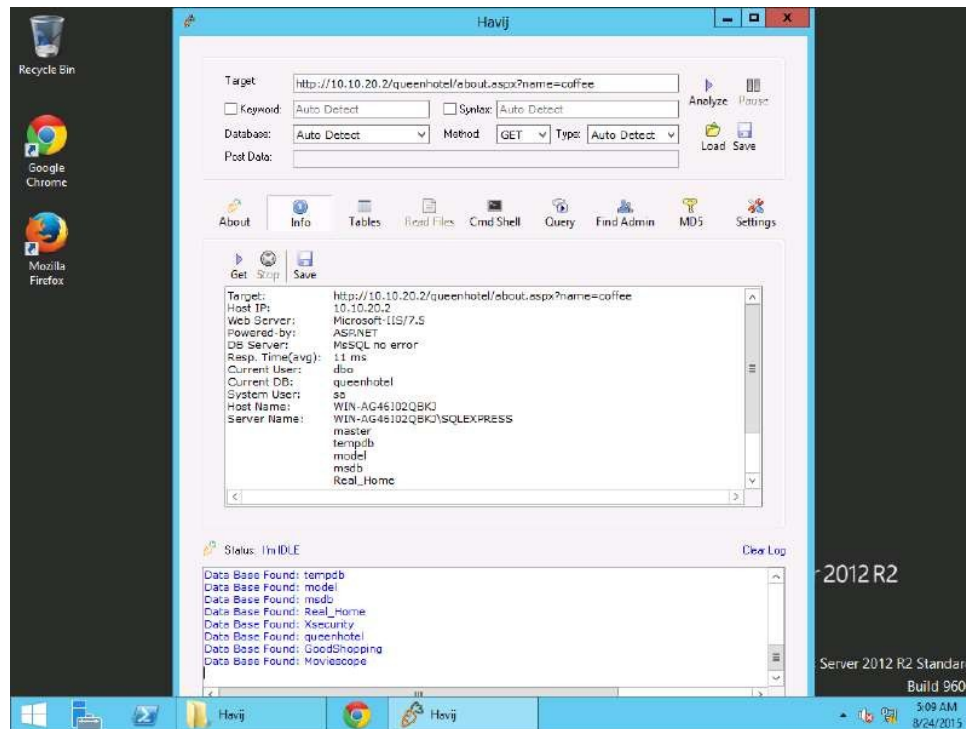 Havij
Recycle Bin
Google Chrome
Mozilla Firefox
Target
http://10.10.20.2/queenhotel/about.aspx?name=coffee
Analyze
Pause
Keyword:
Auto Detect
Syntax:
Auto Detect
Database:
Auto Detect
Method
GET
Type:
Auto Detect
Load
Save
Post Data:
About
Info
Tables
Read Files
Cmd Shell
Query
Find Admin
MD5
Settings
Get
Stop
Save
Target: http://10.10.20.2/queenhotel/about.aspx?name=coffee
Host IP: 10.10.20.2
Web Server: Microsoft-IIS/7.5
Powered-by: ASP.NET
DB Server: MsSQL no error
Resp. Time(avg): 11 ms
Current User: dbo
Current DB: queenhotel
System User: sa
Host Name:
Server Name:
master
tempdb
model
msdb
Real_Home
Status: I'm IDLE
Clear Log
Data Base Found: tempdb
Data Base Found: model
Data Base Found: msdb
Data Base Found: Real_Home
Data Base Found: Xsecurity
Data Base Found: queenhotel
Data Base Found: GoodShopping
Data Base Found: Moviescope
2012 R2
Server 2012 R2 Standar
Build 960
Havij
Havij
5:09 AM
8/24/2015